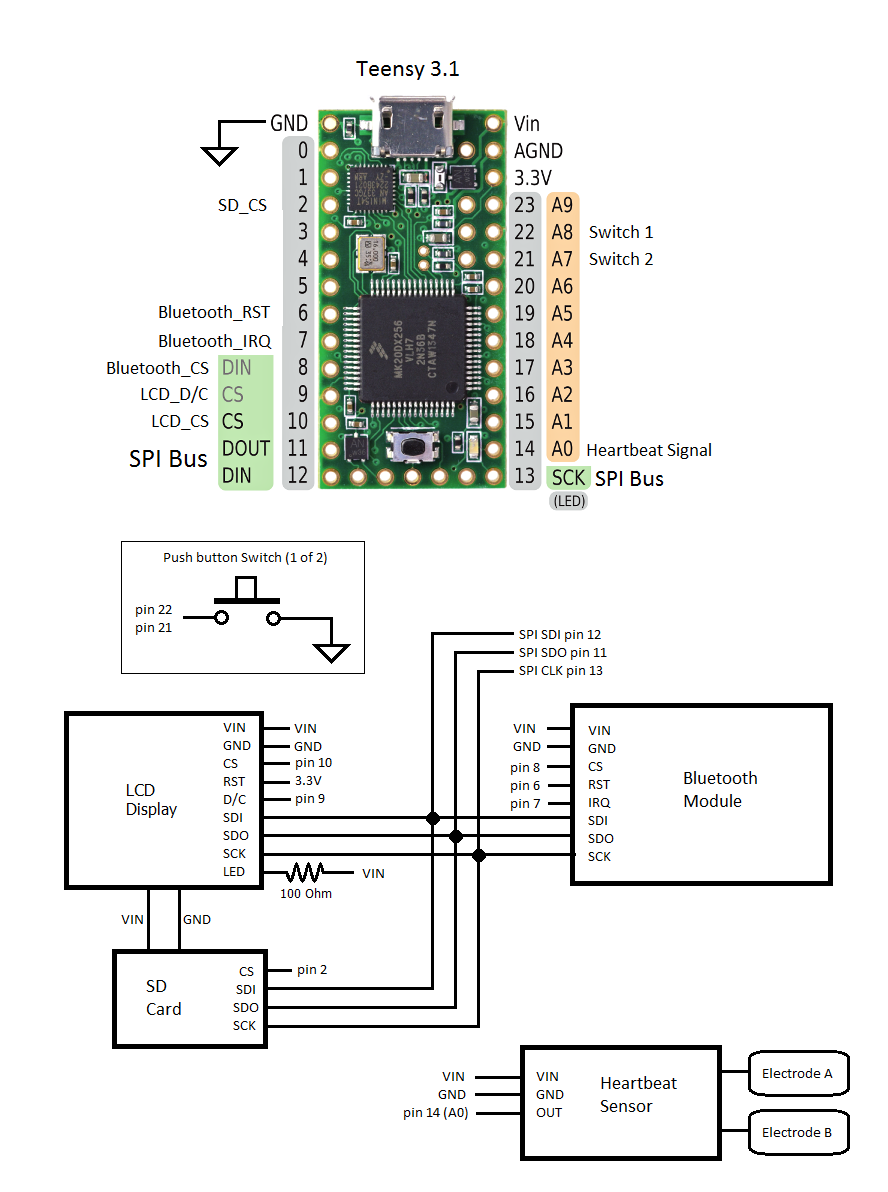 Teensy 3.1
GND
Vin
0
AGND
1
3.3V
SD_CS 2
23 A9
3
22 A8 Switch 1
4
21 A7 Switch 2
5
20 A6
Bluetooth_RST 6
19 A5
Bluetooth_IRQ 7
18 A4
Bluetooth_CS DIN 8
17 A3
LCD_D/C CS 9
16 A2
LCD_CS CS 10
15 A1
SPI Bus
DOUT 11
14 A0 Heartbeat Signal
DIN 12
13 SCK SPI Bus
(LED)
MK20DX256
VLH7
2N36B
CTAW1347N
Push button Switch (1 of 2)
pin 22
pin 21
SPI SDI pin 12
SPI SDO pin 11
SPI CLK pin 13
LCD
Display
VIN VIN
GND GND
CS pin 10
RST 3.3V
D/C pin 9
SDI
SDO
SCK
LED
100 Ohm
VIN
VIN VIN
GND GND
pin 8 CS
pin 6 RST
pin 7 IRQ
SDI
SDO
SCK
Bluetooth
Module
VIN GND
SD
Card
CS pin 2
SDI
SDO
SCK
VIN VIN
GND GND
pin 14 (A0) OUT
Heartbeat
Sensor
Electrode A
Electrode B